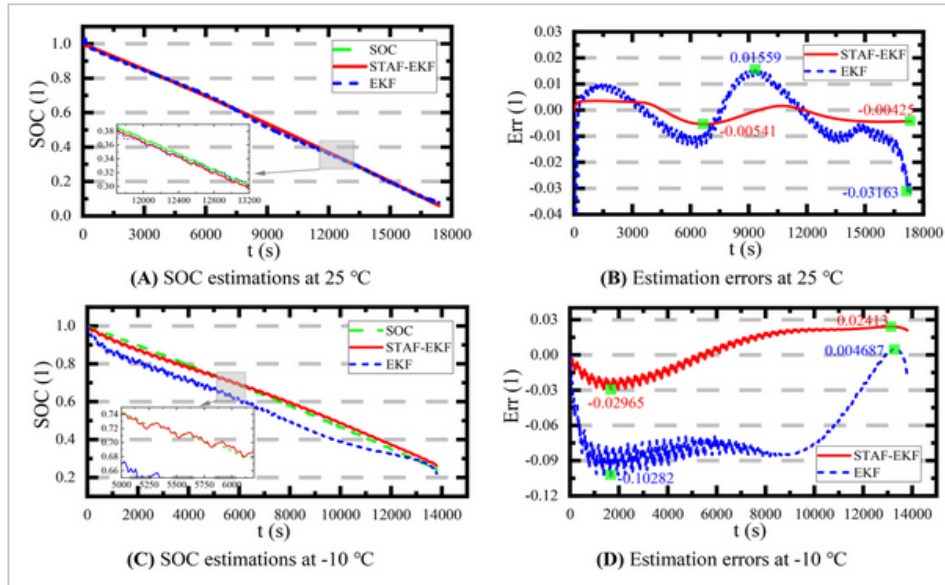 1.0
0.8
0.6
0.4
0.2
0.0
SOC (1)
SOC
STAF-EKF
EKF
0.38
0.36
0.33
0.30
12000 12400 12800 13200
0 3000 6000 9000 12000 15000 18000
t (s)
(A) SOC estimations at 25 °C
0.03
0.02
0.01
0.00
-0.01
-0.02
-0.03
-0.04
Err (1)
STAF-EKF
EKF
0.01559
-0.00425
-0.00541
-0.03163
0 3000 6000 9000 12000 15000 18000
t (s)
(B) Estimation errors at 25 °C
1.0
0.8
0.6
0.4
0.2
SOC (1)
SOC
STAF-EKF
EKF
0.74
0.72
0.70
0.68
0.66
5000 5250 5500 5750 6000
0 2000 4000 6000 8000 10000 12000 14000
t (s)
(C) SOC estimations at -10 °C
0.03
0.00
-0.03
-0.06
-0.09
-0.12
Err (1)
0.02413
0.004687
-0.02965
-0.10282
STAF-EKF
EKF
0 2000 4000 6000 8000 10000 12000 14000
t (s)
(D) Estimation errors at -10 °C